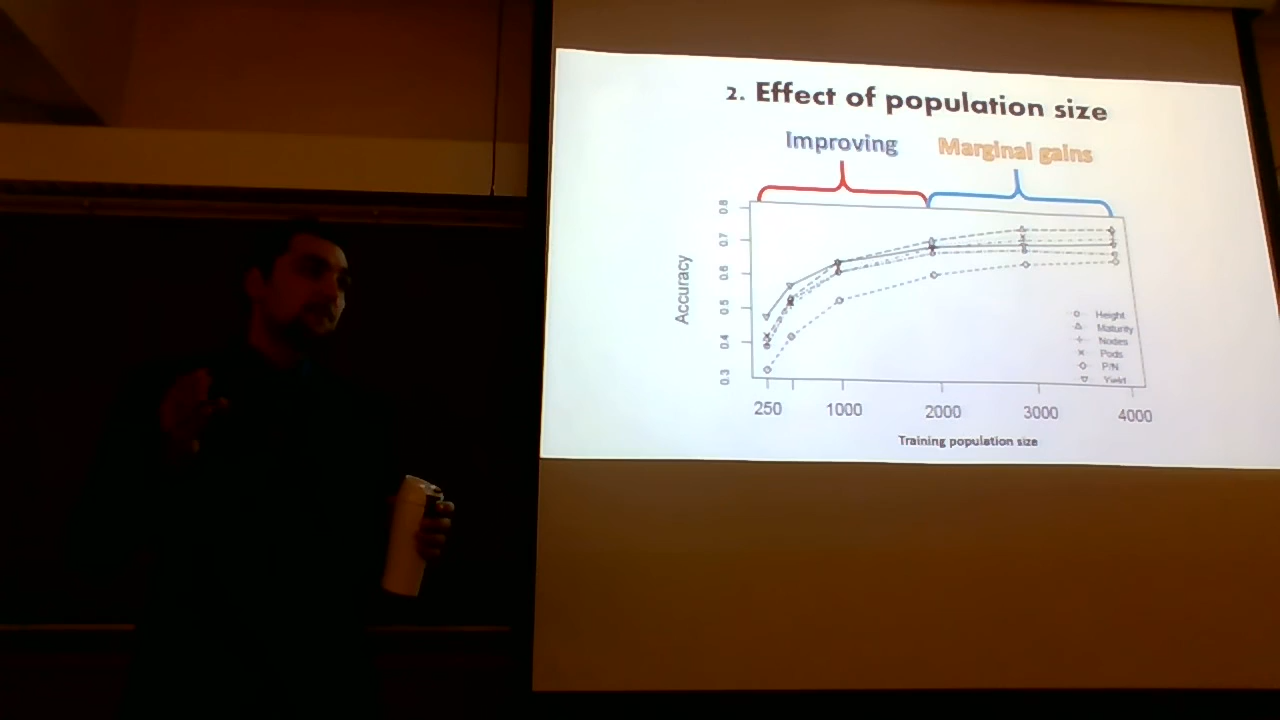 2. Effect of population size
Improving
Marginal gains
0.8
0.7
0.6
0.5
0.4
0.3
Accuracy
Height
Maturity
Nodes
Pods
P/N
Yield
250
1000
2000
3000
4000
Training population size